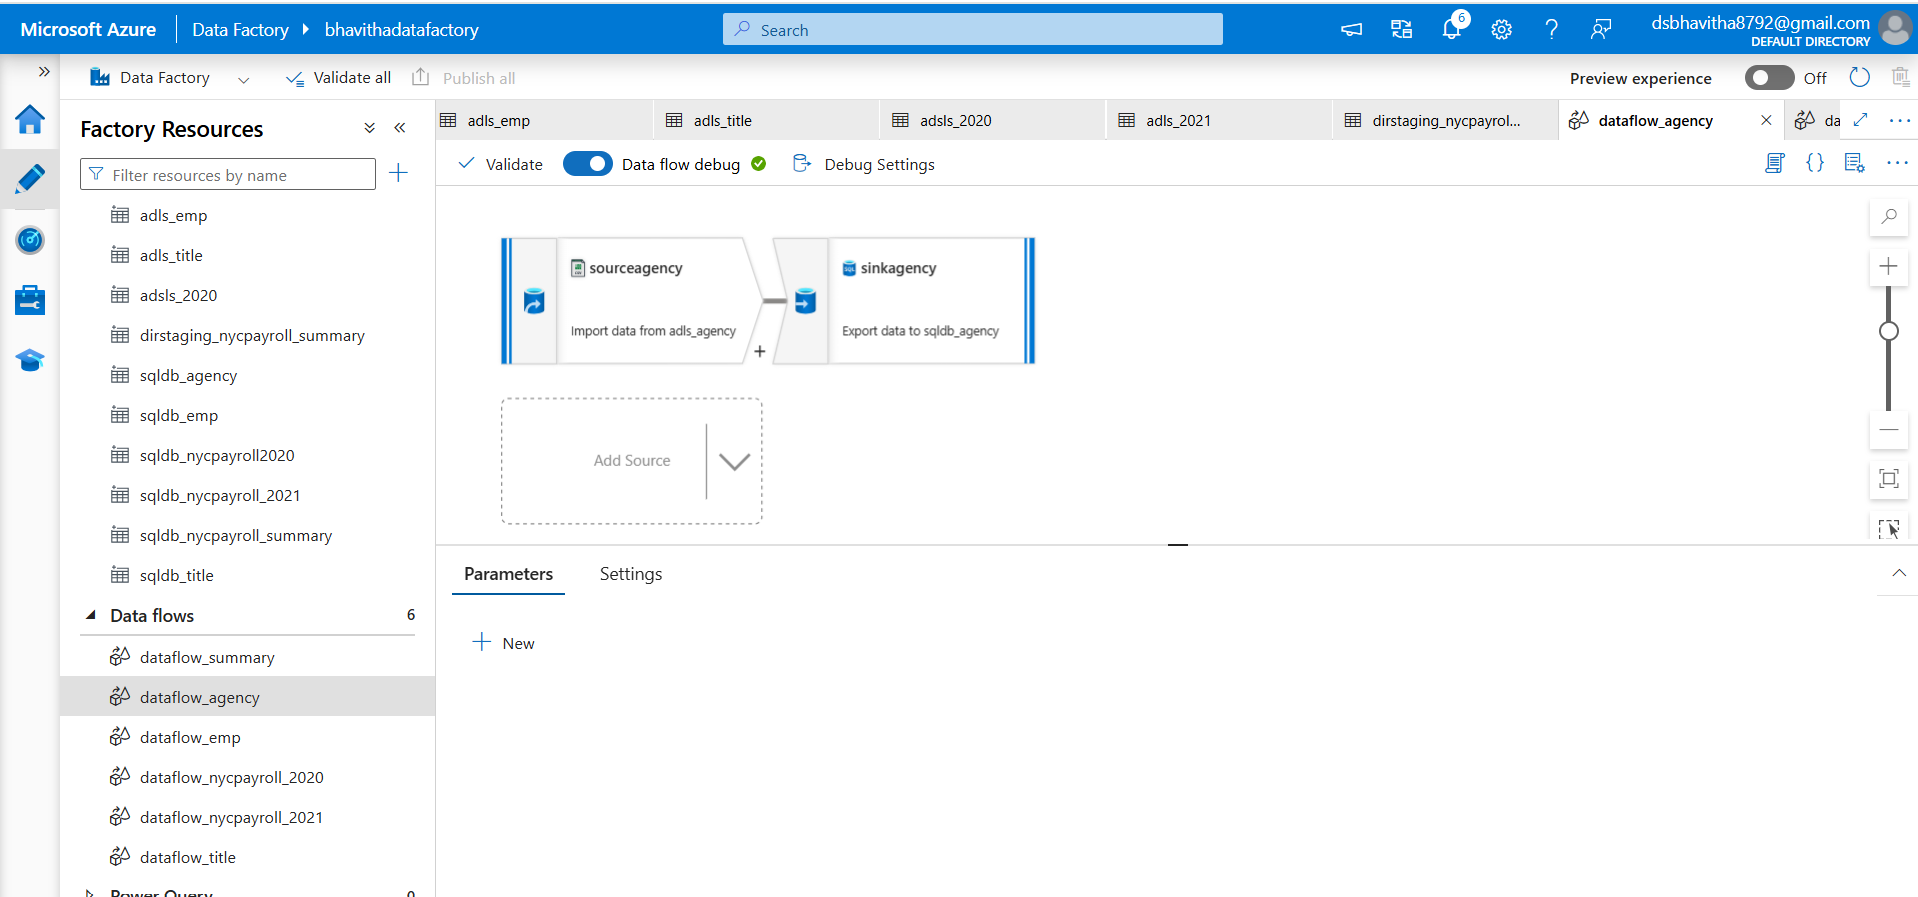 Microsoft Azure Data Factory bhavithadatafactory Search 6 dsbhavitha8792@gmail.com
DEFAULT DIRECTORY
Data Factory Validate all Publish all Preview experience Off
Factory Resources
Filter resources by name
adls_emp
adls_title
adsls_2020
dirstaging_nycpayroll_summary
sqldb_agency
sqldb_emp
sqldb_nycpayroll2020
sqldb_nycpayroll_2021
sqldb_nycpayroll_summary
sqldb_title
Data flows 6
dataflow_summary
dataflow_agency
dataflow_emp
dataflow_nycpayroll_2020
dataflow_nycpayroll_2021
dataflow_title
Power Query 0
adls_emp adls_title adsls_2020 adls_2021 dirstaging_nycpayrol... dataflow_agency da
Validate Data flow debug Debug Settings
sourceagency
Import data from adls_agency
sinkagency
Export data to sqldb_agency
Add Source
Parameters Settings
New